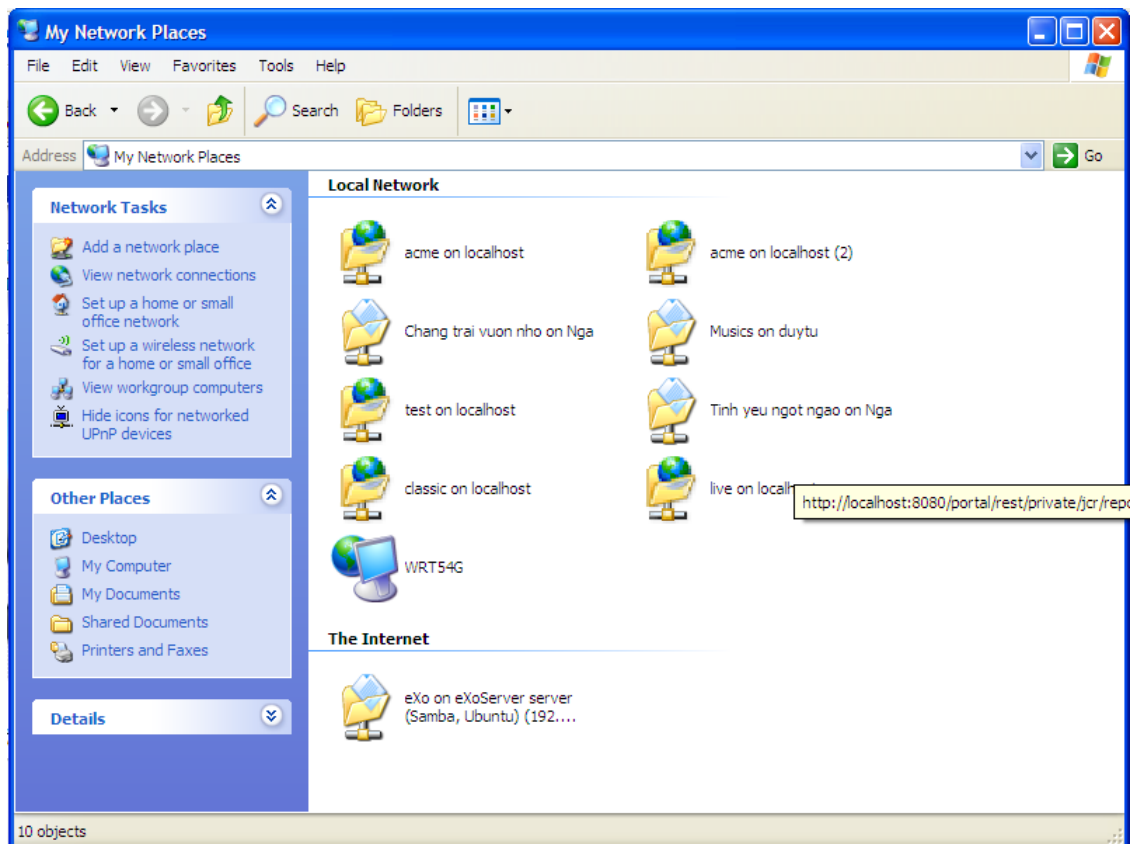 My Network Places
File Edit View Favorites Tools Help
Back Search Folders
Address My Network Places Go
Network Tasks
Add a network place
View network connections
Set up a home or small
office network
Set up a wireless network
for a home or small office
View workgroup computers
Hide icons for networked
UPnP devices
Other Places
Desktop
My Computer
My Documents
Shared Documents
Printers and Faxes
Details
Local Network
acme on localhost
acme on localhost (2)
Chang trai vuon nho on Nga
Musics on duytu
test on localhost
Tinh yeu ngot ngao on Nga
classic on localhost
live on localh
http://localhost:8080/portal/rest/private/jcr/repo
WRT54G
The Internet
eXo on eXoServer server
(Samba, Ubuntu) (192....
10 objects